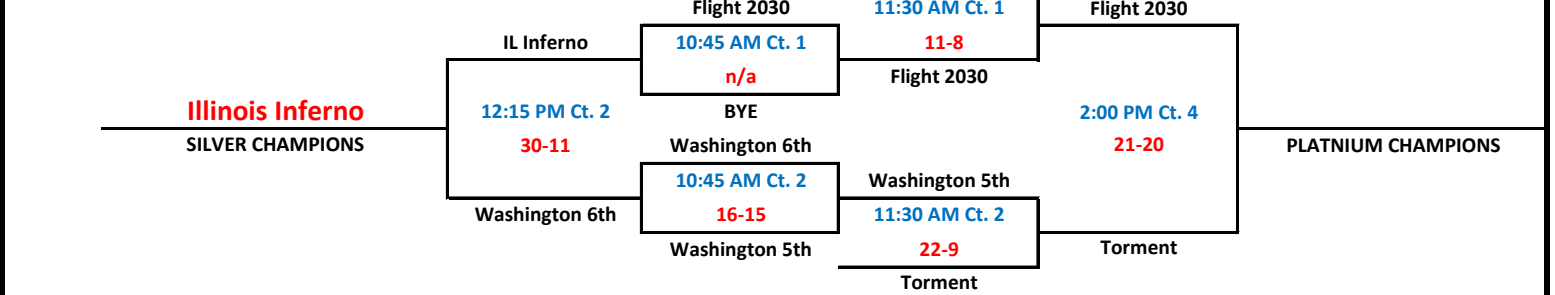 Flight 2030 11:30 AM Ct. 1 Flight 2030
IL Inferno 10:45 AM Ct. 1 11-8
n/a Flight 2030
Illinois Inferno 12:15 PM Ct. 2 BYE 2:00 PM Ct. 4
SILVER CHAMPIONS 30-11 Washington 6th 21-20 PLATNIUM CHAMPIONS
10:45 AM Ct. 2 Washington 5th
Washington 6th 16-15 11:30 AM Ct. 2
Washington 5th 22-9 Torment
Torment